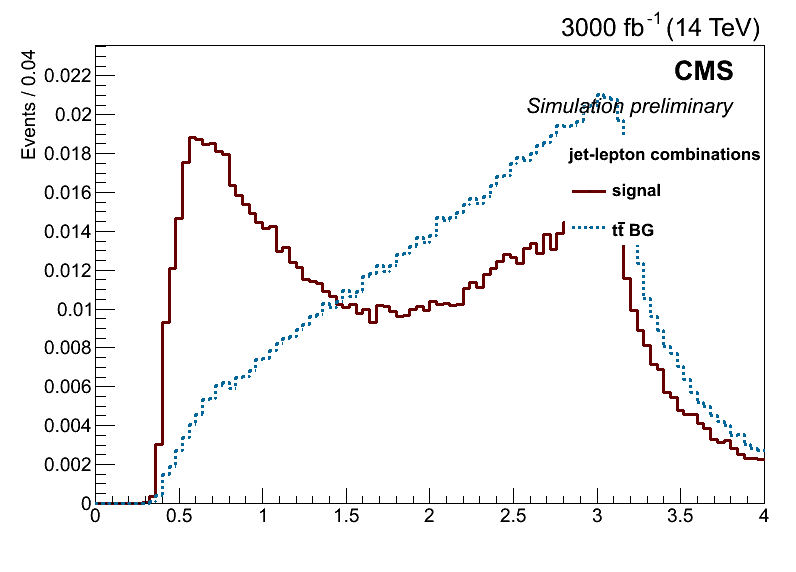 3000 fb⁻¹ (14 TeV)
Events / 0.04
CMS
Simulation preliminary
jet-lepton combinations
signal
tt̄ BG
0.022
0.02
0.018
0.016
0.014
0.012
0.01
0.008
0.006
0.004
0.002
0
0 0.5 1 1.5 2 2.5 3 3.5 4